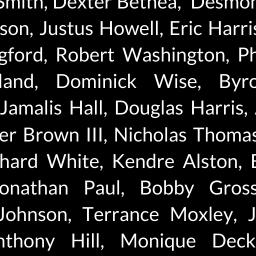 Smith, Dexter Bethea, Desmon
son, Justus Howell, Eric Harris
gford, Robert Washington, Ph
land, Dominick Wise, Byro
Jamalis Hall, Douglas Harris,
er Brown III, Nicholas Thomas
hard White, Kendre Alston, B
onathan Paul, Bobby Gross
Johnson, Terrance Moxley, J
nthony Hill, Monique Deck